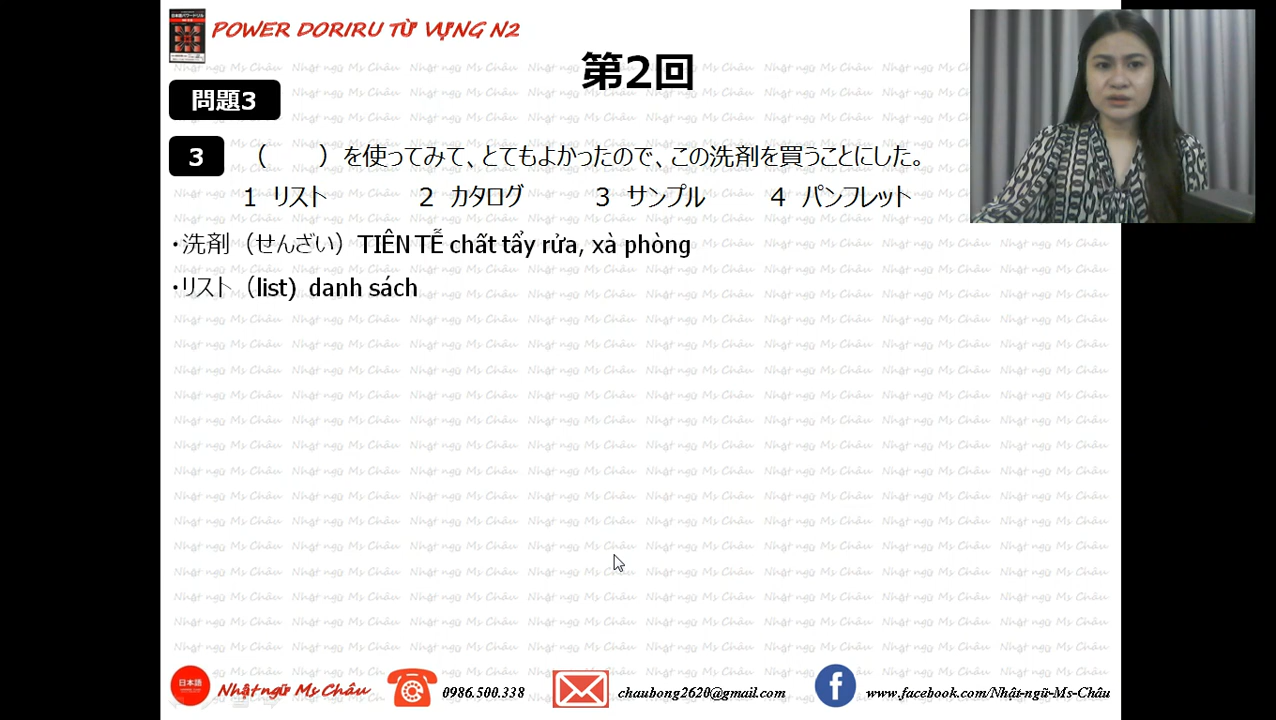 POWER DORIRU TỪ VỰNG N2
第2回
問題3
3 （　　）を使ってみて、とてもよかったので、この洗剤を買うことにした。
1 リスト 2 カタログ 3 サンプル 4 パンフレット
・洗剤（せんざい）TIÊN TỄ chất tẩy rửa, xà phòng
・リスト（list) danh sách
日本語 Nhật ngữ Ms Châu 0986.500.338 chaubong2620@gmail.com www.facebook.com/Nhật-ngữ-Ms-Châu